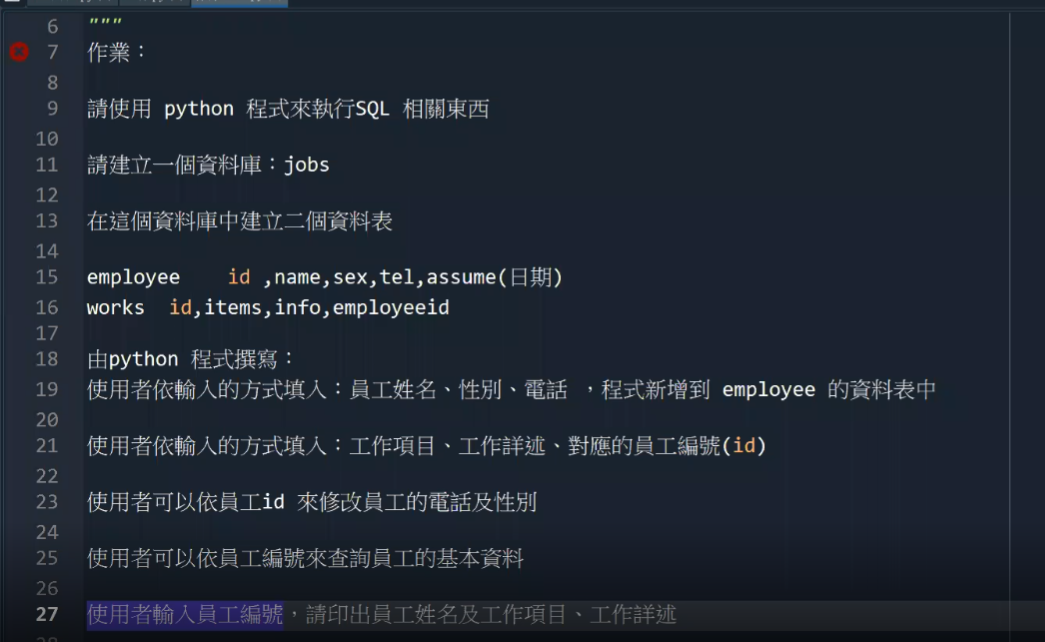 6 """
7 作業：
8
9 請使用 python 程式來執行SQL 相關東西
10
11 請建立一個資料庫：jobs
12
13 在這個資料庫中建立二個資料表
14
15 employee    id ,name,sex,tel,assume(日期)
16 works  id,items,info,employeeid
17
18 由python 程式撰寫：
19 使用者依輸入的方式填入：員工姓名、性別、電話 ，程式新增到 employee 的資料表中
20
21 使用者依輸入的方式填入：工作項目、工作詳述、對應的員工編號(id)
22
23 使用者可以依員工id 來修改員工的電話及性別
24
25 使用者可以依員工編號來查詢員工的基本資料
26
27 使用者輸入員工編號，請印出員工姓名及工作項目、工作詳述